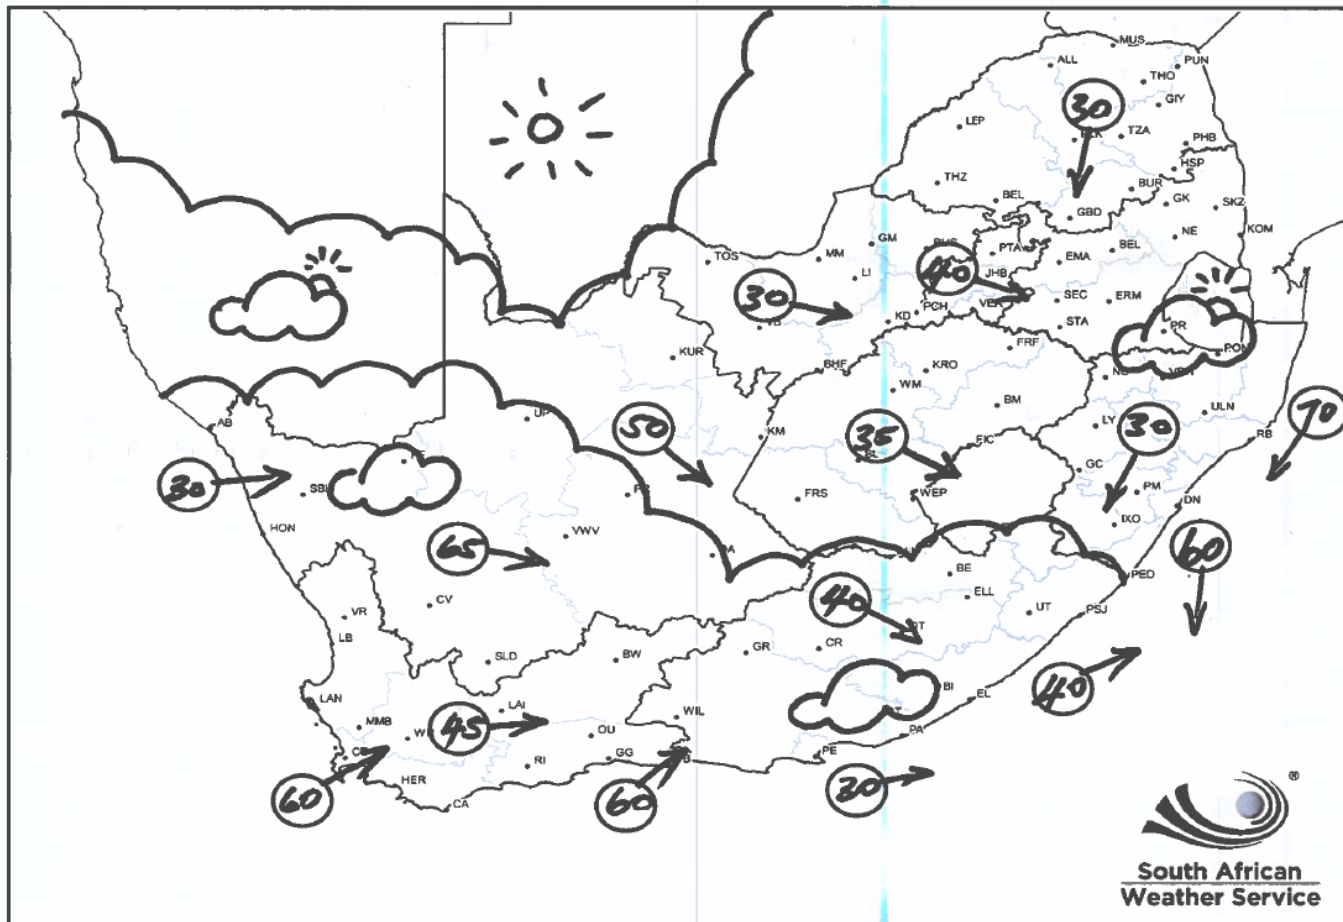 MUS
ALL
PUN
THO
GIY
30
LEP
TZA
PHB
HSP
THZ
BUR
BEL
GK
SKZ
GBD
GM
NE
KOM
MM
PTA
BEL
TOS
EMA
40
JHB
LI
30
SEC
ERM
PCH
VER
KD
STA
PR
FRF
KUR
BHF
KRO
WM
BM
UP
ULN
AB
LY
70
50
KM
35
FIC
30
RB
GC
30
PM
FRS
WEP
DN
HON
IXO
VWV
65
60
BE
PED
ELL
40
CV
UT
PSJ
VR
LB
CR
GR
SLD
BW
40
BI
EL
LAN
LAI
WIL
MMB
45
OU
PA
GG
PE
RI
HER
60
60
30
CA
®
South African
Weather Service